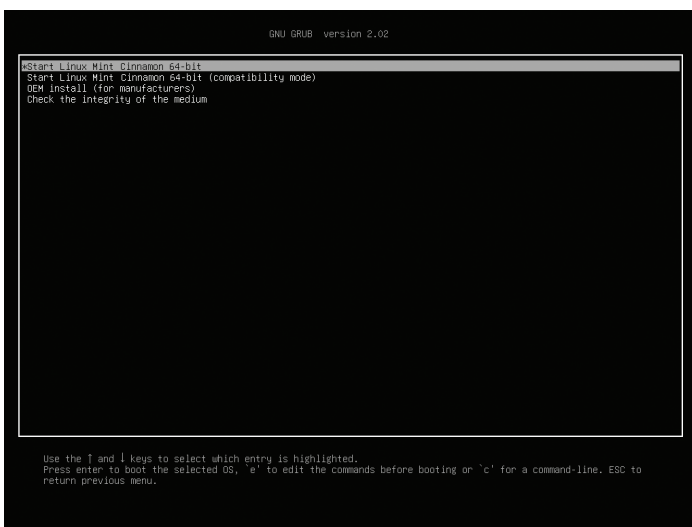 GNU GRUB version 2.02
*Start Linux Mint Cinnamon 64-bit
Start Linux Mint Cinnamon 64-bit (compatibility mode)
OEM install (for manufacturers)
Check the integrity of the medium
Use the ↑ and ↓ keys to select which entry is highlighted.
Press enter to boot the selected OS, `e' to edit the commands before booting or `c' for a command-line. ESC to
return previous menu.